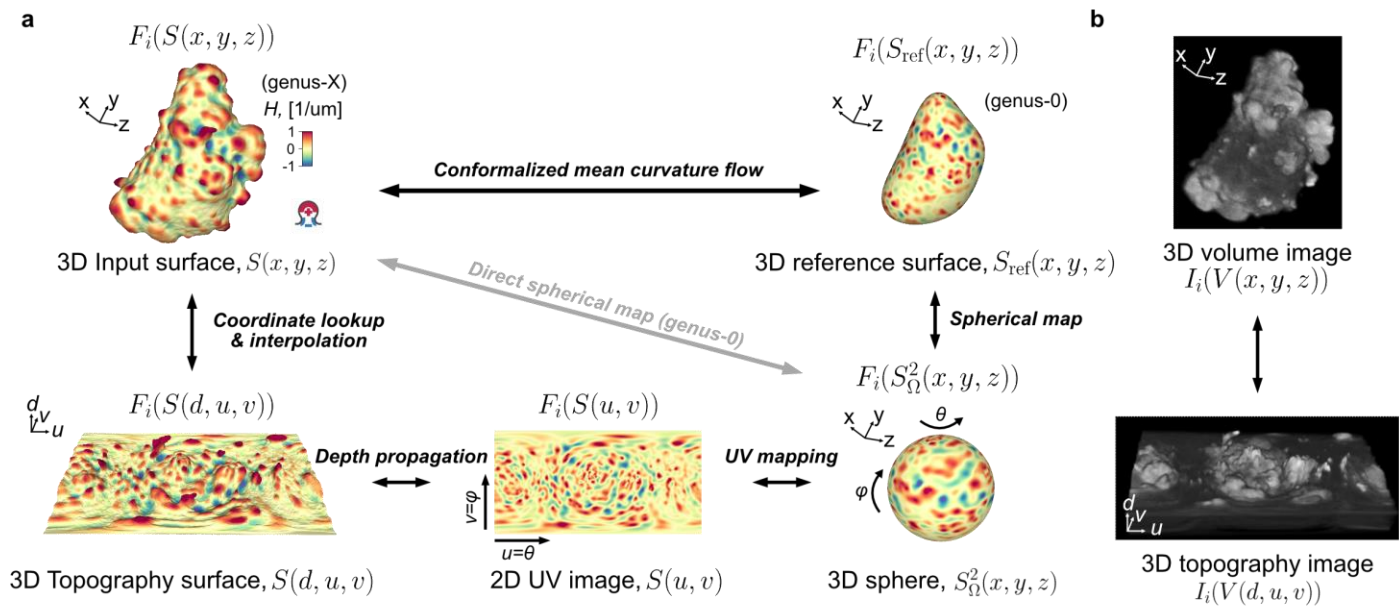 a
b
F_i(S(x, y, z))
(genus-X)
H, [1/um]
1
0
-1
x
y
z
3D Input surface, S(x, y, z)
Conformalized mean curvature flow
F_i(S_ref(x, y, z))
(genus-0)
x
y
z
3D reference surface, S_ref(x, y, z)
x
y
z
3D volume image
I_i(V(x, y, z))
Direct spherical map (genus-0)
Coordinate lookup
& interpolation
Spherical map
F_i(S(d, u, v))
d
v
u
3D Topography surface, S(d, u, v)
Depth propagation
F_i(S(u, v))
v=φ
u=θ
2D UV image, S(u, v)
UV mapping
F_i(S²_Ω(x, y, z))
x
y
z
θ
φ
3D sphere, S²_Ω(x, y, z)
d
v
u
3D topography image
I_i(V(d, u, v))